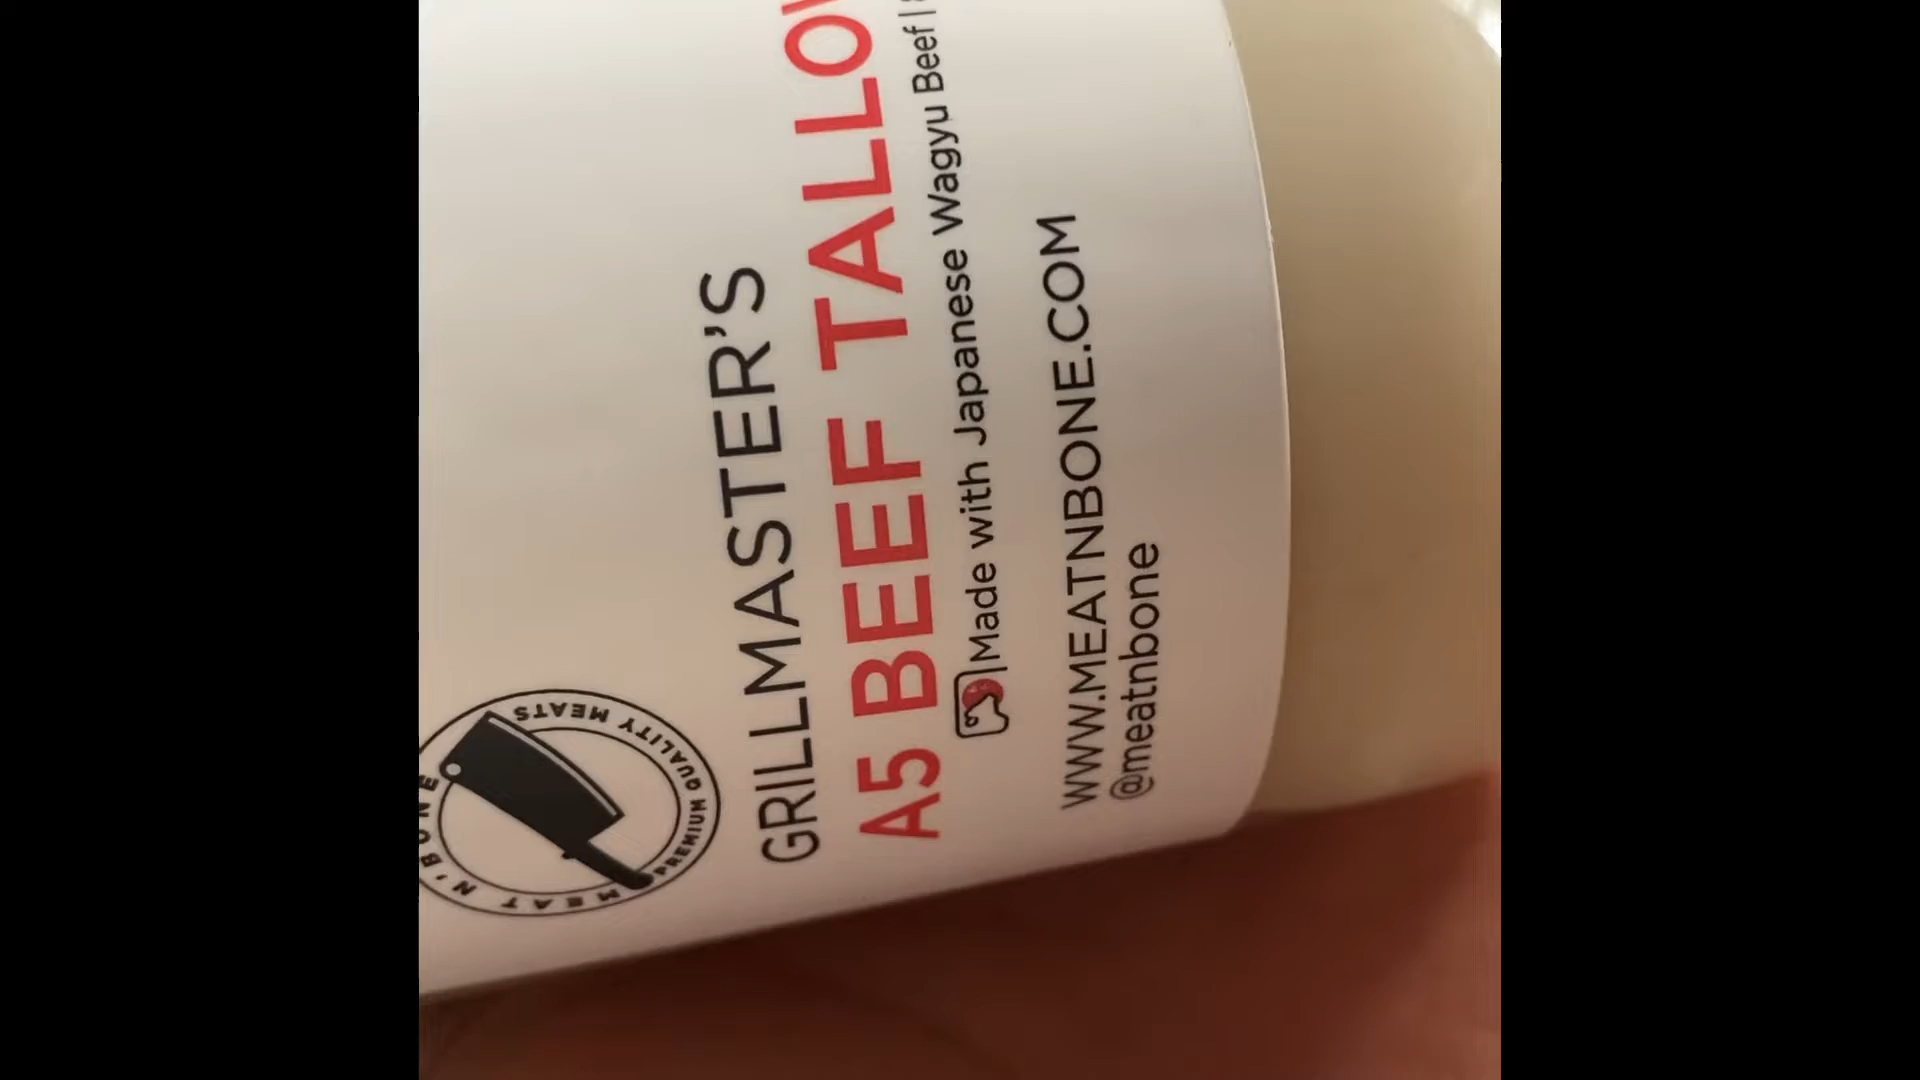 MEAT N' BONE
PREMIUM QUALITY MEATS
GRILLMASTER'S
A5 BEEF TALLOW
Made with Japanese Wagyu Beef |
WWW.MEATNBONE.COM
@meatnbone